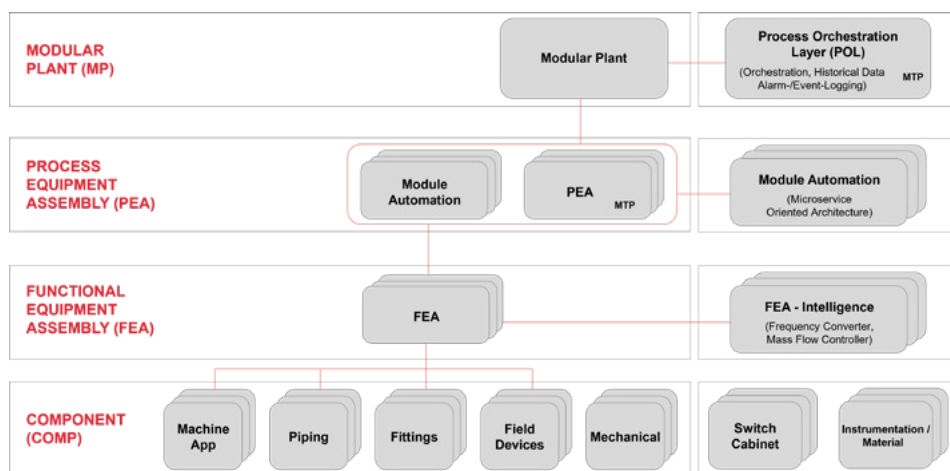 MODULAR
PLANT (MP)
Modular Plant
Process Orchestration
Layer (POL)
(Orchestration, Historical Data
Alarm-/Event-Logging)
MTP
PROCESS
EQUIPMENT
ASSEMBLY (PEA)
Module
Automation
PEA
MTP
Module Automation
(Microservice
Oriented Architecture)
FUNCTIONAL
EQUIPMENT
ASSEMBLY (FEA)
FEA
FEA - Intelligence
(Frequency Converter,
Mass Flow Controller)
COMPONENT
(COMP)
Machine
App
Piping
Fittings
Field
Devices
Mechanical
Switch
Cabinet
Instrumentation /
Material